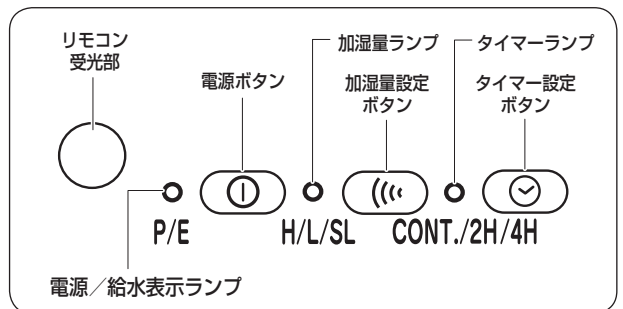 リモコン
受光部
電源ボタン
加湿量ランプ
加湿量設定
ボタン
タイマーランプ
タイマー設定
ボタン
P/E
H/L/SL
CONT./2H/4H
電源／給水表示ランプ